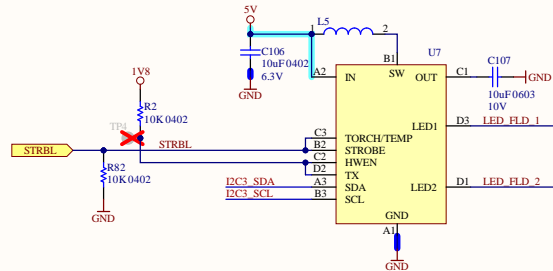 5V
L5
1
2
C106
10uF0402
6.3V
GND
U7
B1
SW
A2
IN
OUT
C1
C107
GND
10uF0603
10V
1V8
R2
10K0402
STRBL
STRBL
R82
10K0402
GND
C3
TORCH/TEMP
B2
STROBE
C2
HWEN
D2
TX
I2C3_SDA
A3
SDA
I2C3_SCL
B3
SCL
LED1
D3
LED_FLD_1
LED2
D1
LED_FLD_2
GND
A1
GND